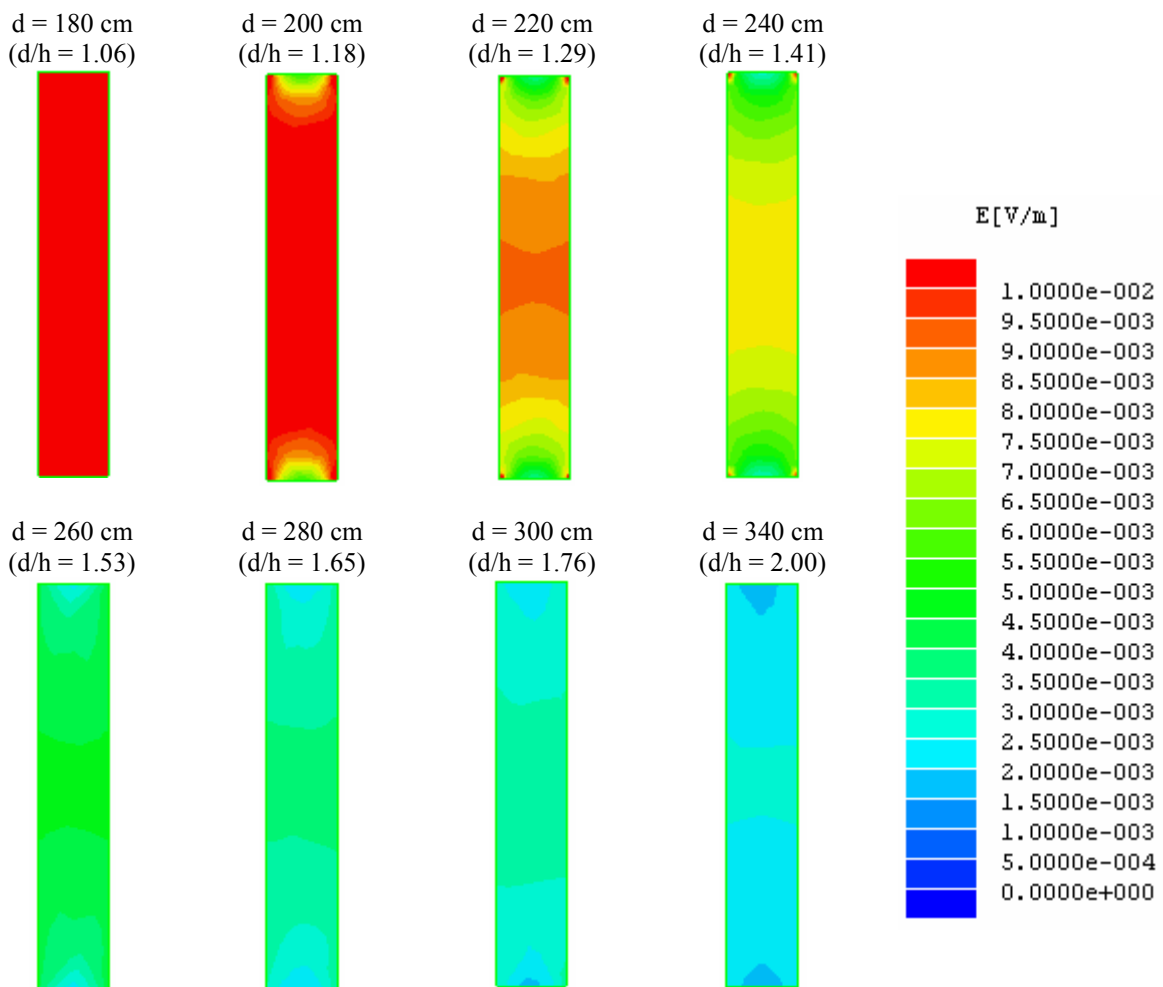 d = 180 cm
(d/h = 1.06)
d = 200 cm
(d/h = 1.18)
d = 220 cm
(d/h = 1.29)
d = 240 cm
(d/h = 1.41)
E[V/m]
1.0000e-002
9.5000e-003
9.0000e-003
8.5000e-003
8.0000e-003
7.5000e-003
7.0000e-003
6.5000e-003
6.0000e-003
5.5000e-003
5.0000e-003
4.5000e-003
4.0000e-003
3.5000e-003
3.0000e-003
2.5000e-003
2.0000e-003
1.5000e-003
1.0000e-003
5.0000e-004
0.0000e+000
d = 260 cm
(d/h = 1.53)
d = 280 cm
(d/h = 1.65)
d = 300 cm
(d/h = 1.76)
d = 340 cm
(d/h = 2.00)